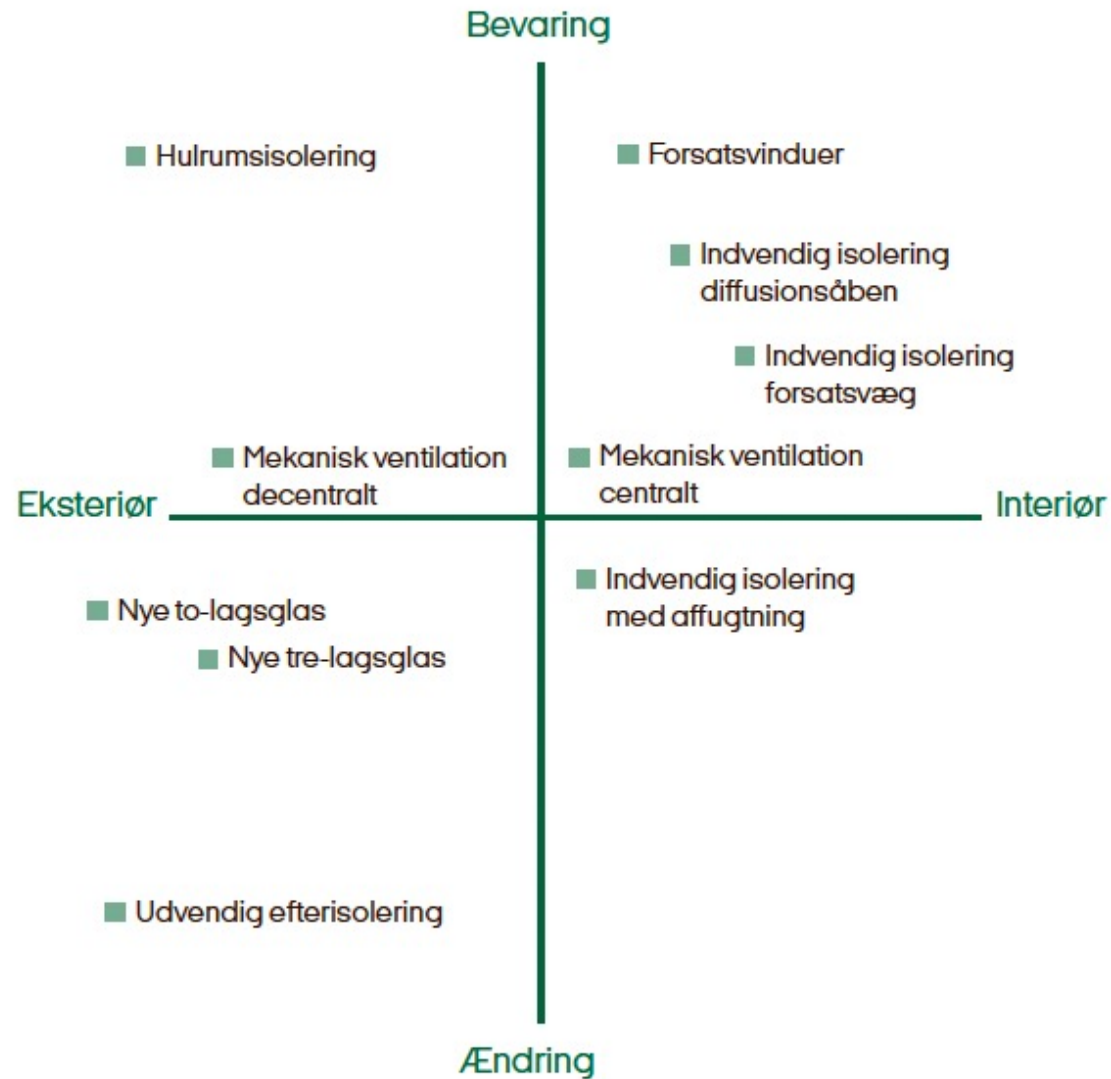 Bevaring
Hulrumsisolering
Forsatsvinduer
Indvendig isolering
diffusionsåben
Indvendig isolering
forsatsvæg
Mekanisk ventilation
decentralt
Mekanisk ventilation
centralt
Eksteriør
Interiør
Indvendig isolering
med affugtning
Nye to-lagsglas
Nye tre-lagsglas
Udvendig efterisolering
Ændring